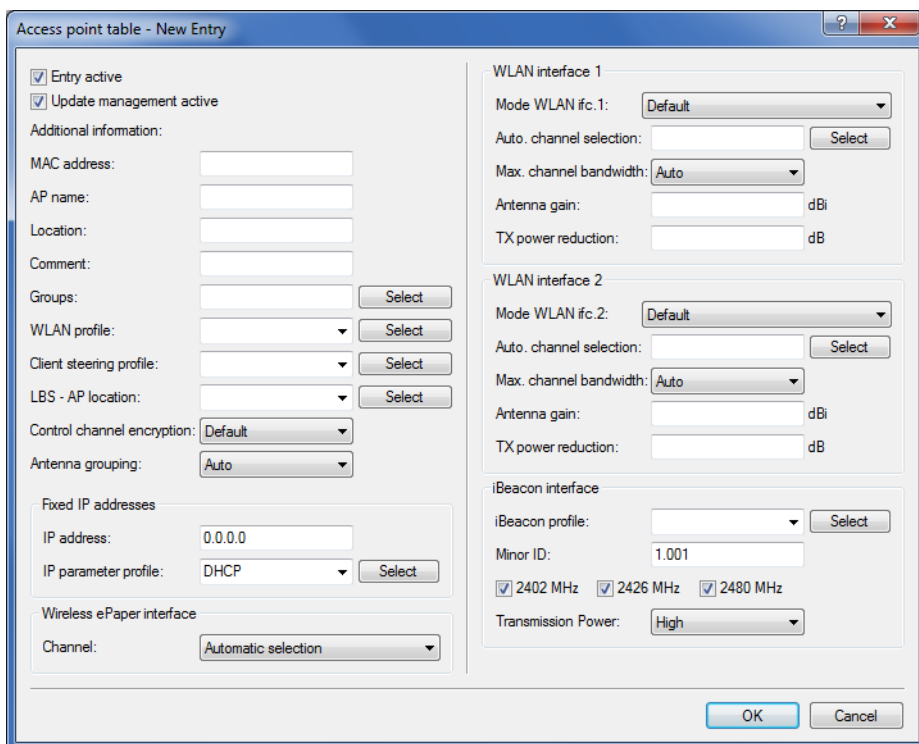 Access point table - New Entry
Entry active
Update management active
Additional information:
MAC address:
AP name:
Location:
Comment:
Groups: Select
WLAN profile: Select
Client steering profile: Select
LBS - AP location: Select
Control channel encryption: Default
Antenna grouping: Auto
Fixed IP addresses
IP address: 0.0.0.0
IP parameter profile: DHCP Select
Wireless ePaper interface
Channel: Automatic selection
WLAN interface 1
Mode WLAN ifc.1: Default
Auto. channel selection: Select
Max. channel bandwidth: Auto
Antenna gain: dBi
TX power reduction: dB
WLAN interface 2
Mode WLAN ifc.2: Default
Auto. channel selection: Select
Max. channel bandwidth: Auto
Antenna gain: dBi
TX power reduction: dB
iBeacon interface
iBeacon profile: Select
Minor ID: 1.001
2402 MHz 2426 MHz 2480 MHz
Transmission Power: High
OK Cancel